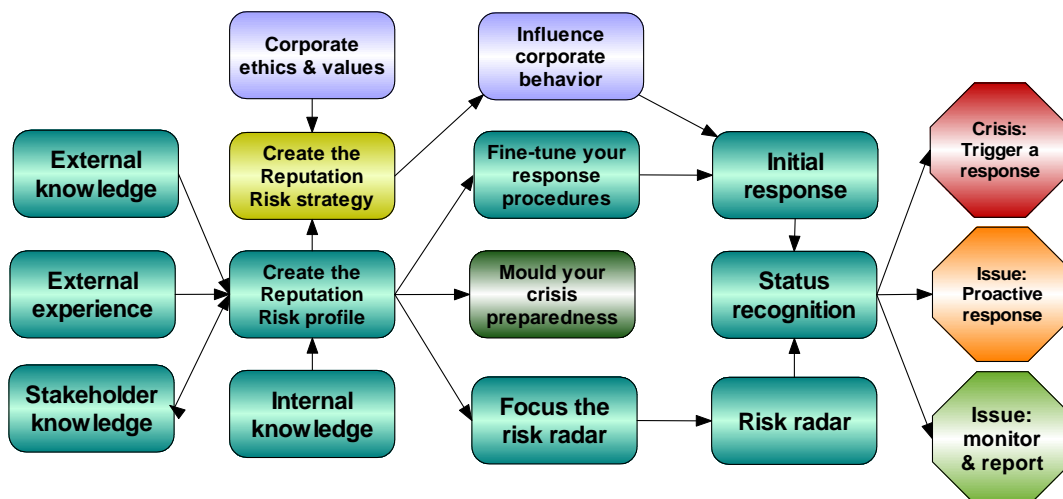 Corporate
ethics & values
Influence
corporate
behavior
External
knowledge
Create the
Reputation
Risk strategy
Fine-tune your
response
procedures
Initial
response
Crisis:
Trigger a
response
External
experience
Create the
Reputation
Risk profile
Mould your
crisis
preparedness
Status
recognition
Issue:
Proactive
response
Stakeholder
knowledge
Internal
knowledge
Focus the
risk radar
Risk radar
Issue:
monitor
& report